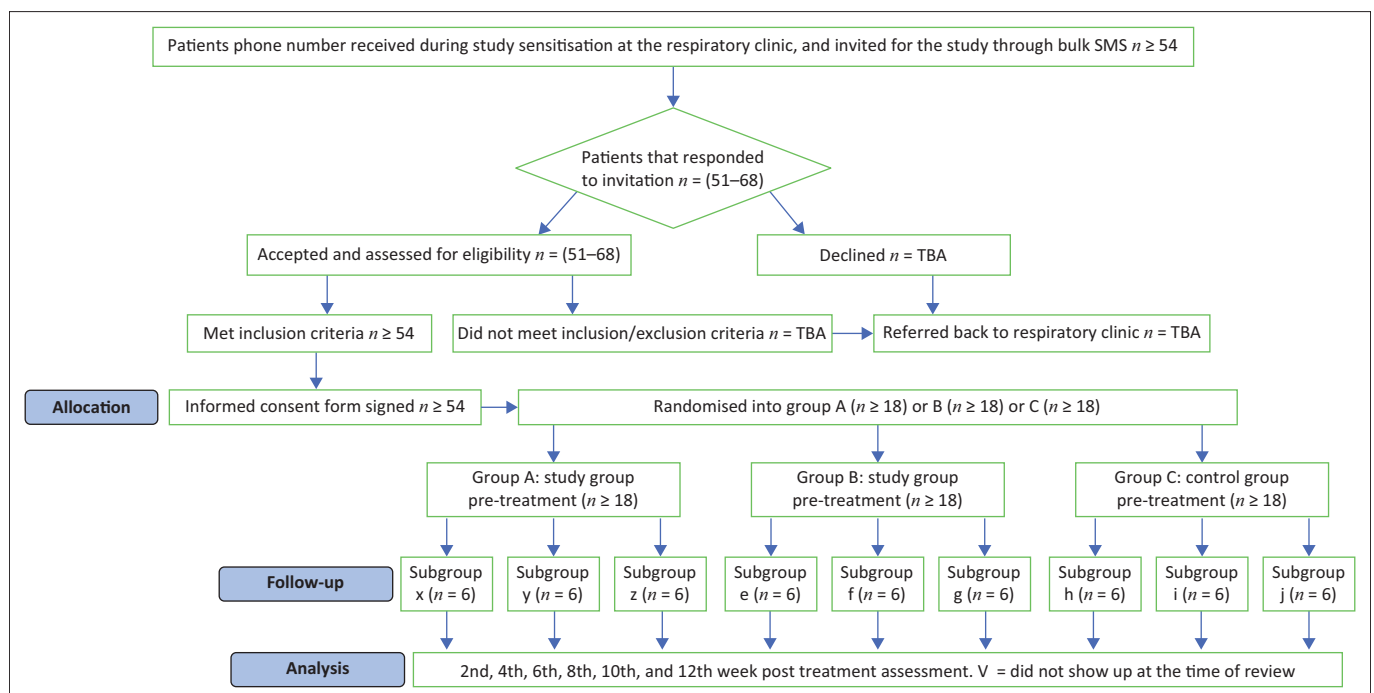 Patients phone number received during study sensitisation at the respiratory clinic, and invited for the study through bulk SMS n ≥ 54
Patients that responded
to invitation n = (51–68)
Accepted and assessed for eligibility n = (51–68)
Declined n = TBA
Met inclusion criteria n ≥ 54
Did not meet inclusion/exclusion criteria n = TBA
Referred back to respiratory clinic n = TBA
Allocation
Informed consent form signed n ≥ 54
Randomised into group A (n ≥ 18) or B (n ≥ 18) or C (n ≥ 18)
Group A: study group
pre-treatment (n ≥ 18)
Group B: study group
pre-treatment (n ≥ 18)
Group C: control group
pre-treatment (n ≥ 18)
Follow-up
Subgroup
x (n = 6)
Subgroup
y (n = 6)
Subgroup
z (n = 6)
Subgroup
e (n = 6)
Subgroup
f (n = 6)
Subgroup
g (n = 6)
Subgroup
h (n = 6)
Subgroup
i (n = 6)
Subgroup
j (n = 6)
Analysis
2nd, 4th, 6th, 8th, 10th, and 12th week post treatment assessment. V = did not show up at the time of review